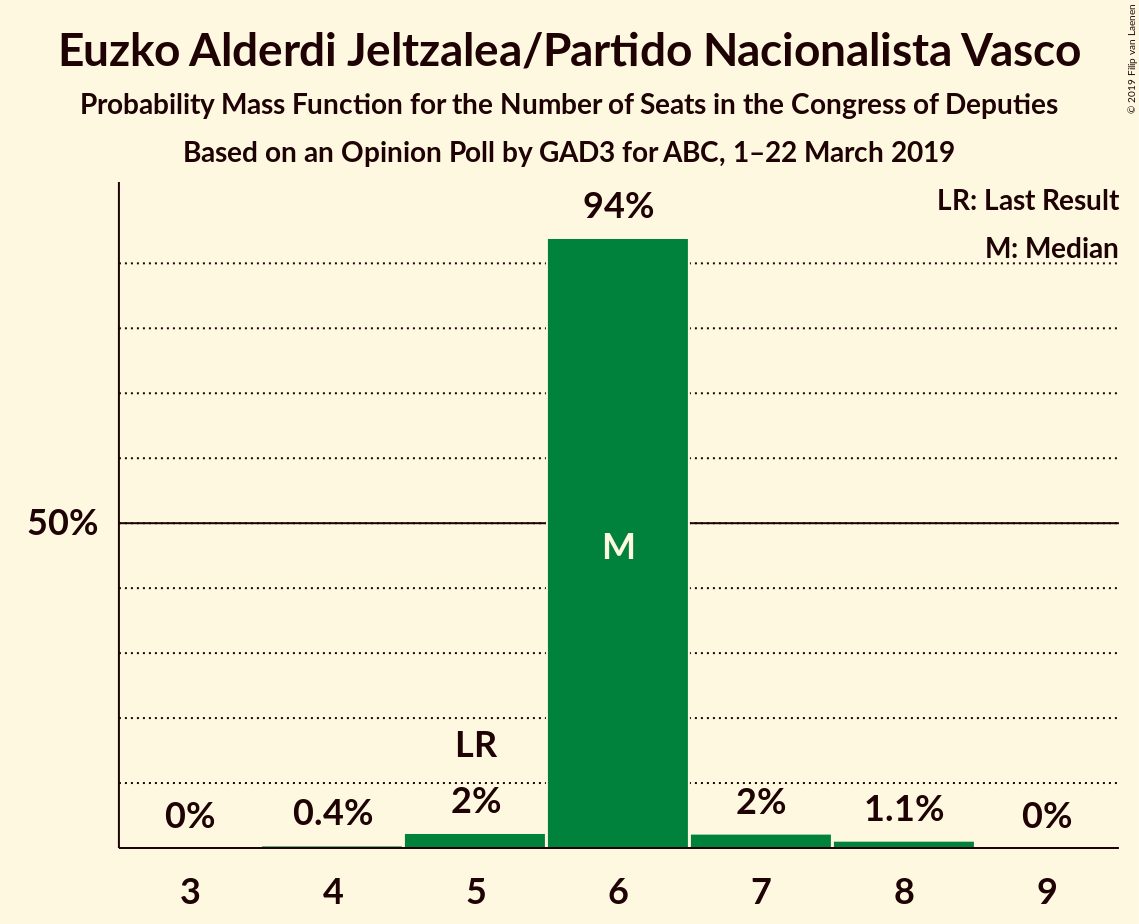 Euzko Alderdi Jeltzalea/Partido Nacionalista Vasco
Probability Mass Function for the Number of Seats in the Congress of Deputies
Based on an Opinion Poll by GAD3 for ABC, 1–22 March 2019
© 2019 Filip van Laenen
LR: Last Result
M: Median
94%
50%
M
LR
0%
0.4%
2%
2%
1.1%
0%
3 4 5 6 7 8 9